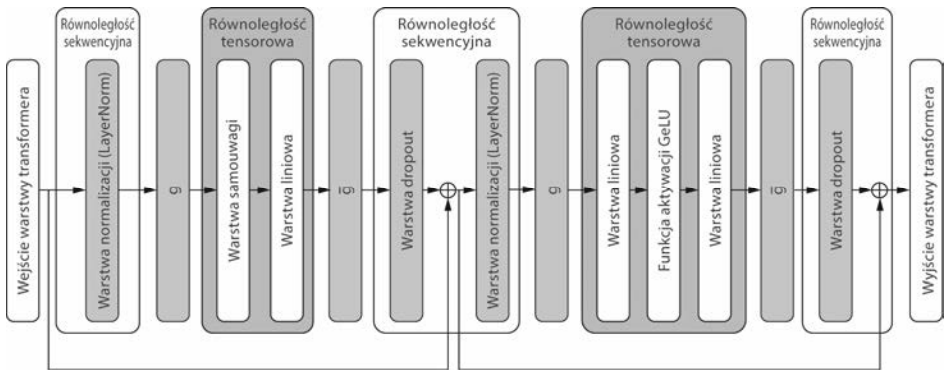 Równoległość
sekwencyjna
Równoległość
tensorowa
Równoległość
sekwencyjna
Równoległość
tensorowa
Równoległość
sekwencyjna
Wejście warstwy transformera
Warstwa normalizacji (LayerNorm)
g
Warstwa samouwagi
Warstwa liniowa
g̅
Warstwa dropout
Warstwa normalizacji (LayerNorm)
g
Warstwa liniowa
Funkcja aktywacji GeLU
Warstwa liniowa
g̅
Warstwa dropout
Wyjście warstwy transformera